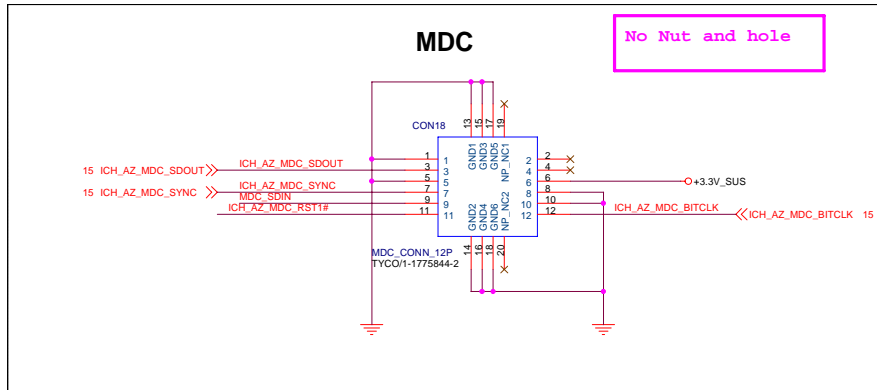 MDC
No Nut and hole
CON18
13
15
17
19
GND1
GND3
GND5
NP_NC1
15 ICH_AZ_MDC_SDOUT
ICH_AZ_MDC_SDOUT
15 ICH_AZ_MDC_SYNC
ICH_AZ_MDC_SYNC
MDC_SDIN
ICH_AZ_MDC_RST1#
1 1
3 3
5 5
7 7
9 9
11 11
2 2
4 4
6 6
8 8
10 10
12 12
+3.3V_SUS
ICH_AZ_MDC_BITCLK
ICH_AZ_MDC_BITCLK 15
GND2
GND4
GND6
NP_NC2
14
16
18
20
MDC_CONN_12P
TYCO/1-1775844-2